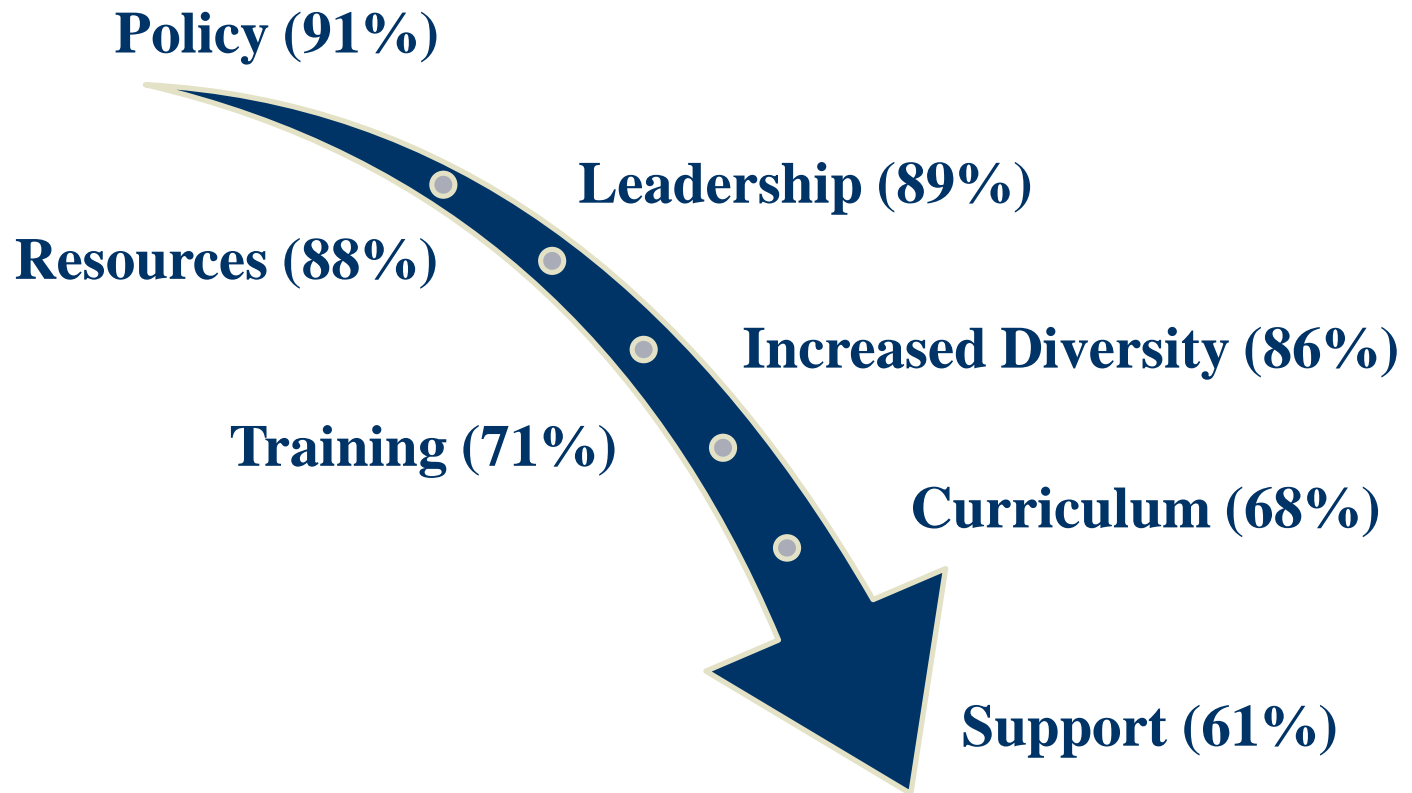 Policy (91%)
Leadership (89%)
Resources (88%)
Increased Diversity (86%)
Training (71%)
Curriculum (68%)
Support (61%)